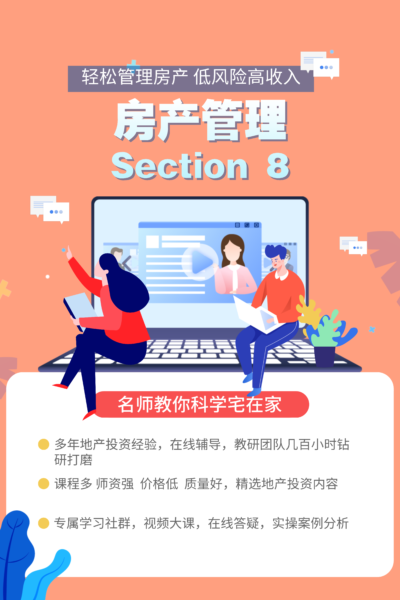 轻松管理房产 低风险高收入
房产管理
Section 8
名师教你科学宅在家
多年地产投资经验，在线辅导，教研团队几百小时钻
研打磨
课程多 师资强 价格低 质量好，精选地产投资内容
专属学习社群，视频大课，在线答疑，实操案例分析